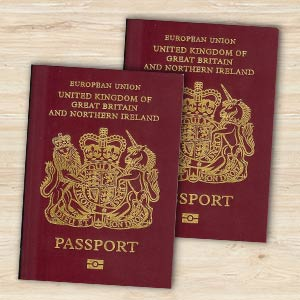 EUROPEAN UNION
UNITED KINGDOM OF
GREAT BRITAIN
AND NORTHERN IRELAND
PASSPORT
EUROPEAN UNION
UNITED KINGDOM OF
GREAT BRITAIN
AND NORTHERN IRELAND
PASSPORT